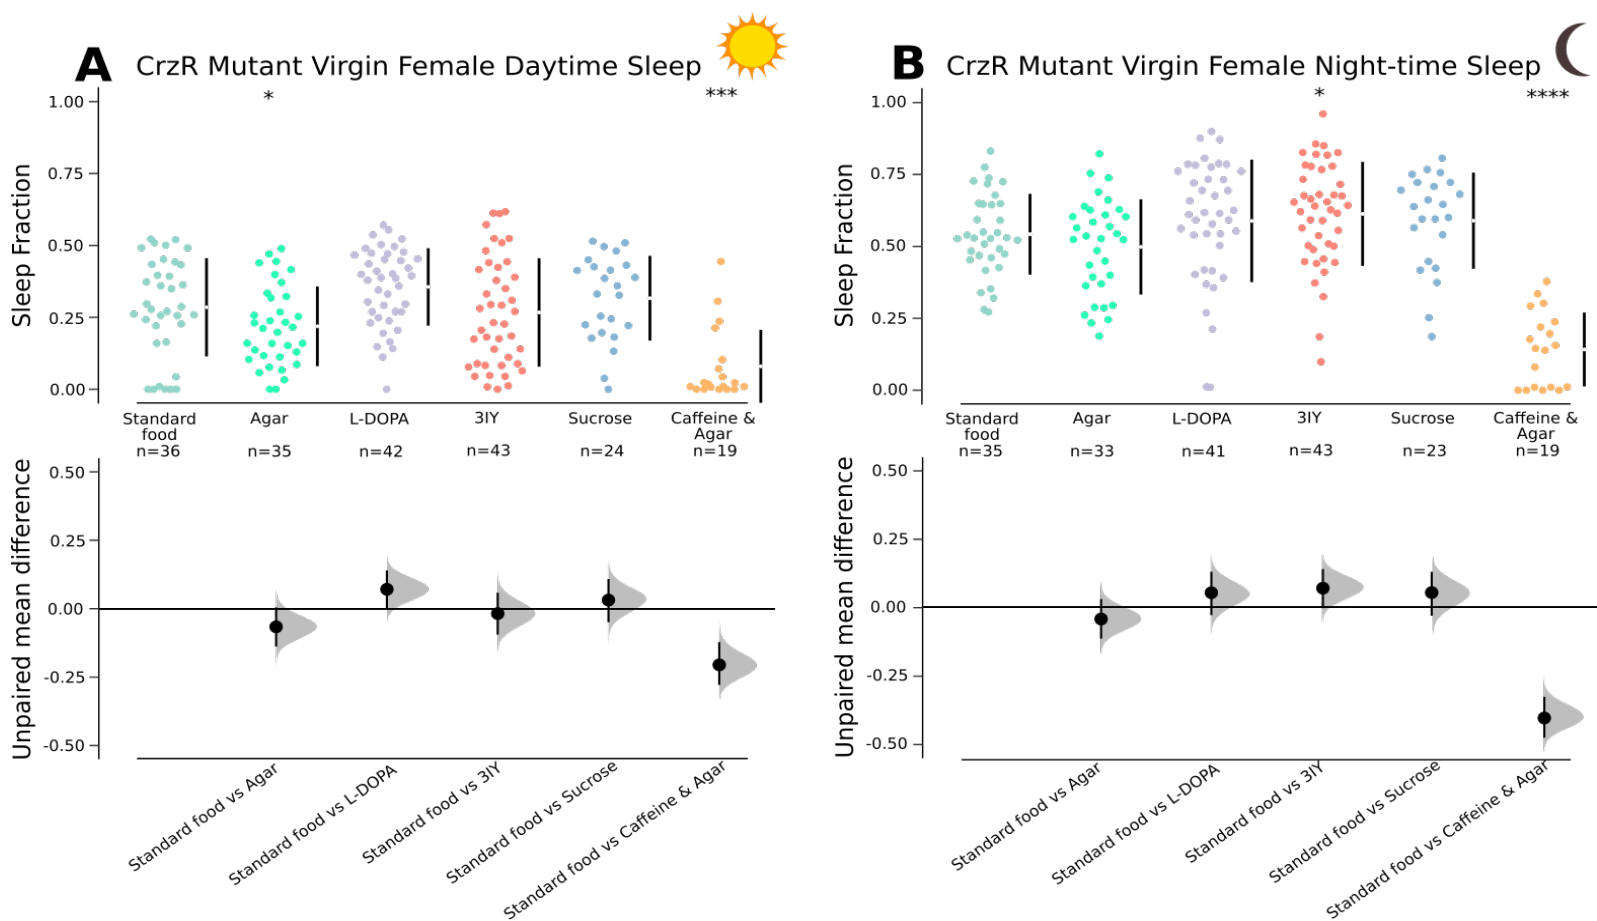 A CrzR Mutant Virgin Female Daytime Sleep
* ***
Sleep Fraction
1.00
0.75
0.50
0.25
0.00
Standard food Agar L-DOPA 3IY Sucrose Caffeine & Agar
n=36 n=35 n=42 n=43 n=24 n=19
Unpaired mean difference
0.50
0.25
0.00
-0.25
-0.50
Standard food vs Agar
Standard food vs L-DOPA
Standard food vs 3IY
Standard food vs Sucrose
Standard food vs Caffeine & Agar
B CrzR Mutant Virgin Female Night-time Sleep
* ****
Sleep Fraction
1.00
0.75
0.50
0.25
0.00
Standard food Agar L-DOPA 3IY Sucrose Caffeine & Agar
n=35 n=33 n=41 n=43 n=23 n=19
Unpaired mean difference
0.50
0.25
0.00
-0.25
-0.50
Standard food vs Agar
Standard food vs L-DOPA
Standard food vs 3IY
Standard food vs Sucrose
Standard food vs Caffeine & Agar